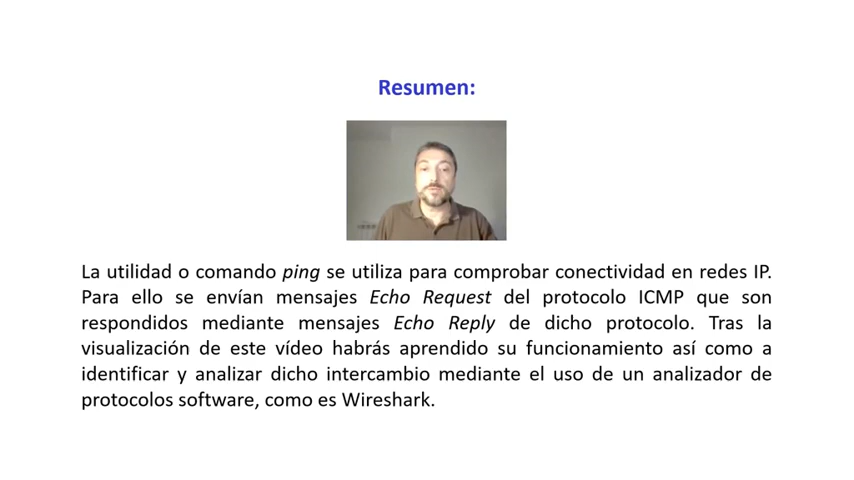 Resumen:
La utilidad o comando ping se utiliza para comprobar conectividad en redes IP.
Para ello se envían mensajes Echo Request del protocolo ICMP que son
respondidos mediante mensajes Echo Reply de dicho protocolo. Tras la
visualización de este vídeo habrás aprendido su funcionamiento así como a
identificar y analizar dicho intercambio mediante el uso de un analizador de
protocolos software, como es Wireshark.